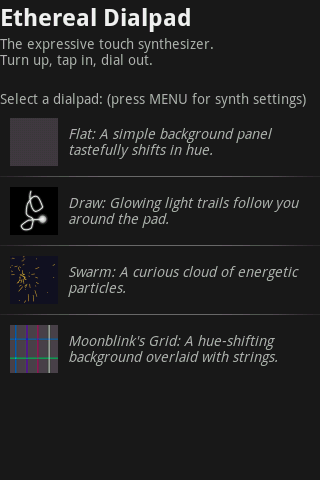 Ethereal Dialpad
The expressive touch synthesizer.
Turn up, tap in, dial out.
Select a dialpad: (press MENU for synth settings)
Flat: A simple background panel
tastefully shifts in hue.
Draw: Glowing light trails follow you
around the pad.
Swarm: A curious cloud of energetic
particles.
Moonblink's Grid: A hue-shifting
background overlaid with strings.